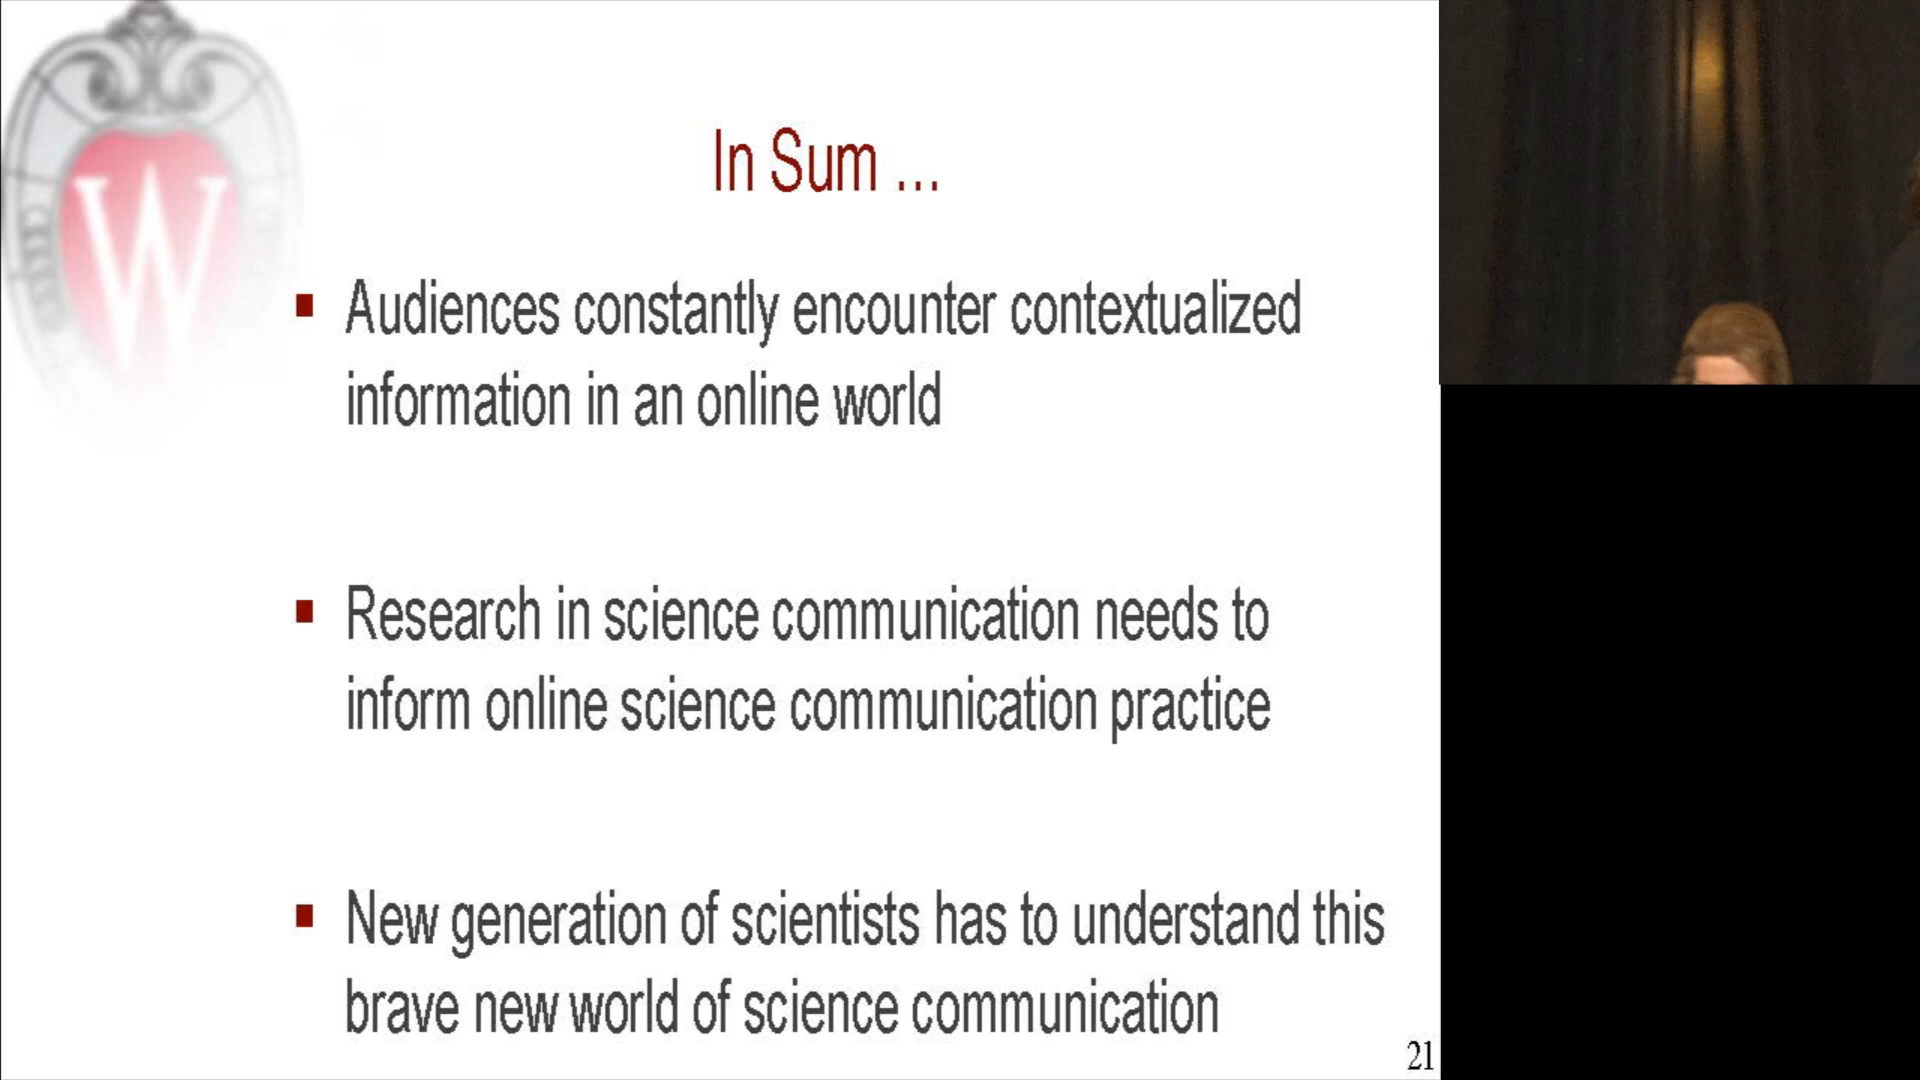 W
In Sum ...
Audiences constantly encounter contextualized
information in an online world
Research in science communication needs to
inform online science communication practice
New generation of scientists has to understand this
brave new world of science communication
21